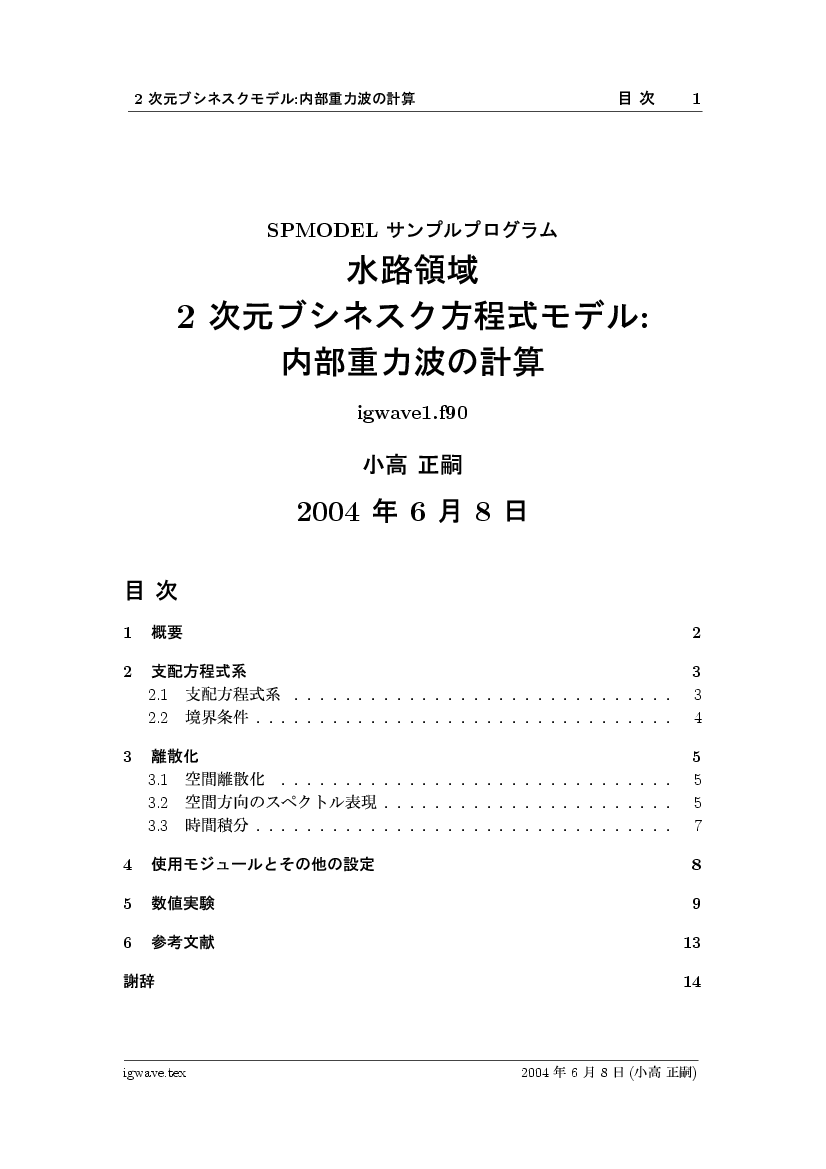 2 次元ブシネスクモデル:内部重力波の計算 目 次 1
SPMODEL サンプルプログラム
水路領域
2 次元ブシネスク方程式モデル:
内部重力波の計算
igwave1.f90
小高 正嗣
2004 年 6 月 8 日
目 次
1 概要 2
2 支配方程式系 3
2.1 支配方程式系 . . . . . . . . . . . . . . . . . . . . . . . . . . . . . . 3
2.2 境界条件 . . . . . . . . . . . . . . . . . . . . . . . . . . . . . . . . . 4
3 離散化 5
3.1 空間離散化 . . . . . . . . . . . . . . . . . . . . . . . . . . . . . . . 5
3.2 空間方向のスペクトル表現 . . . . . . . . . . . . . . . . . . . . . . . 5
3.3 時間積分 . . . . . . . . . . . . . . . . . . . . . . . . . . . . . . . . . 7
4 使用モジュールとその他の設定 8
5 数値実験 9
6 参考文献 13
謝辞 14
igwave.tex 2004 年 6 月 8 日 (小高 正嗣)